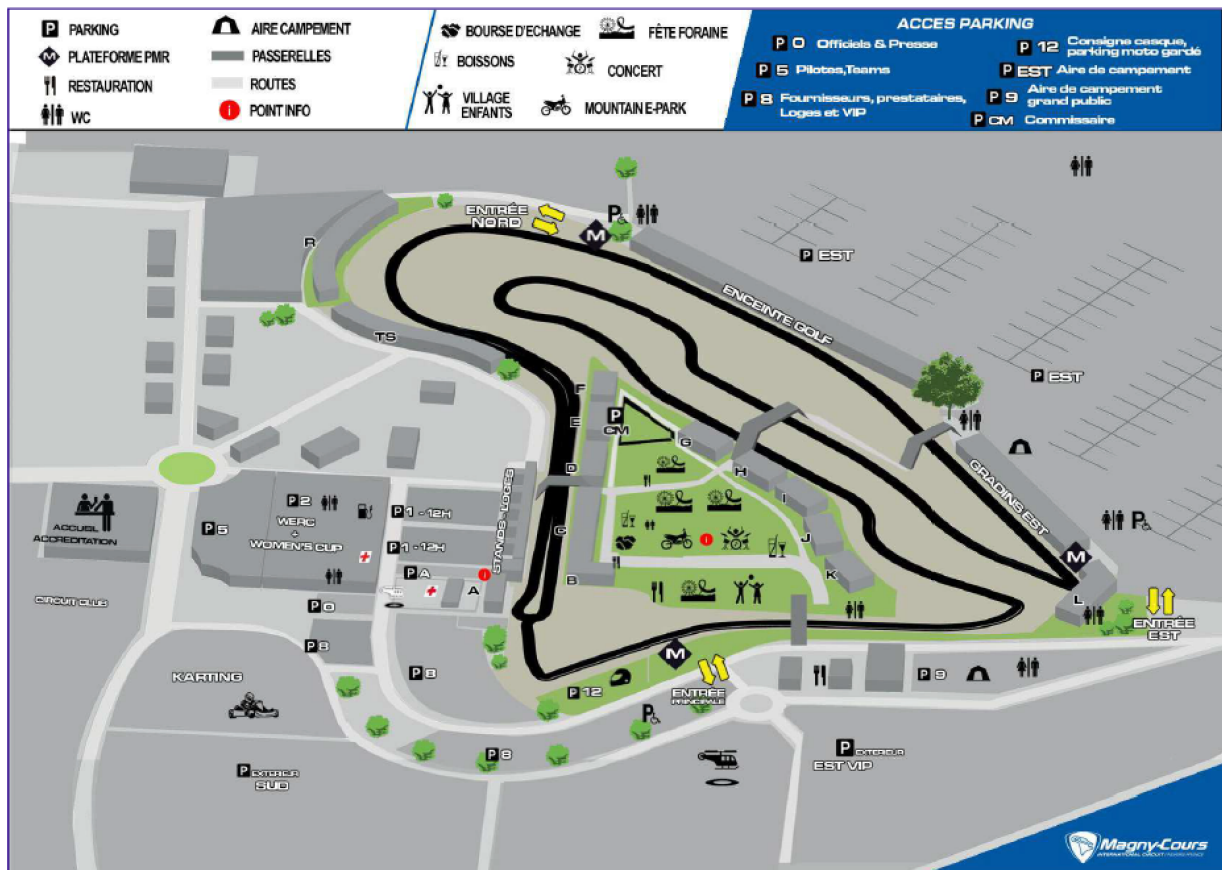 P PARKING
M PLATEFORME PMR
RESTAURATION
WC
AIRE CAMPEMENT
PASSERELLES
ROUTES
i POINT INFO
BOURSE D'ECHANGE
BOISSONS
VILLAGE
ENFANTS
FÊTE FORAINE
CONCERT
MOUNTAIN E-PARK
ACCES PARKING
P 0 Officiels & Presse
P 5 Pilotes,Teams
P 8 Fournisseurs, prestataires,
Loges et VIP
P 12 Consigne casque,
parking moto gardé
P EST Aire de campement
P 9 Aire de campement
grand public
P CM Commissaire
ENTRÉE
NORD
P
M
R
P EST
ENCEINTE GOLF
TS
P EST
F
E
P
CM
G
D
H
I
GRADINS EST
STANDS - LOGES
P 2
WERC
+
WOMEN'S CUP
P 5
P 1 - 12H
P 1 - 12H
ACCUEIL
ACCREDITATION
C
i
J
P
M
P A
i
A
B
K
L
CIRCUIT CLUB
P 0
P 8
ENTRÉE
EST
M
KARTING
P 8
P 12
ENTRÉE
PRINCIPALE
P 9
P
P 8
P EXTERIEUR
SUD
P EXTERIEUR
EST VIP
Magny-Cours